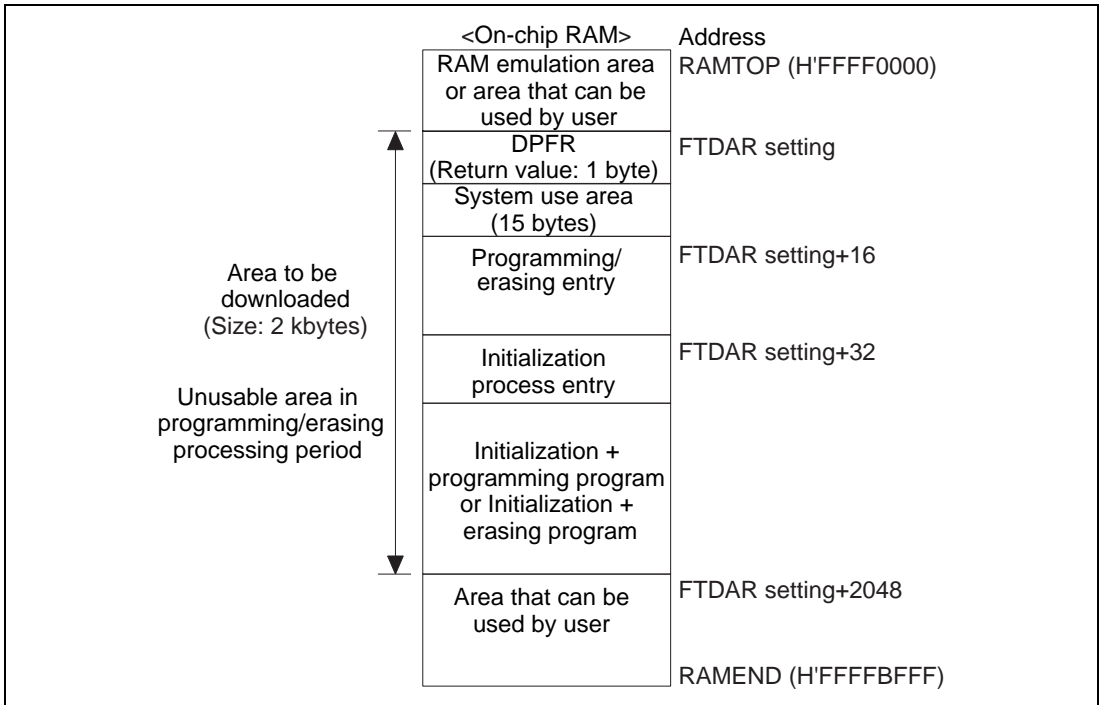 <On-chip RAM>
Address
RAM emulation area
or area that can be
used by user
RAMTOP (H'FFFF0000)
DPFR
(Return value: 1 byte)
FTDAR setting
System use area
(15 bytes)
Programming/
erasing entry
FTDAR setting+16
Area to be
downloaded
(Size: 2 kbytes)
Initialization
process entry
FTDAR setting+32
Unusable area in
programming/erasing
processing period
Initialization +
programming program
or Initialization +
erasing program
Area that can be
used by user
FTDAR setting+2048
RAMEND (H'FFFFBFFF)